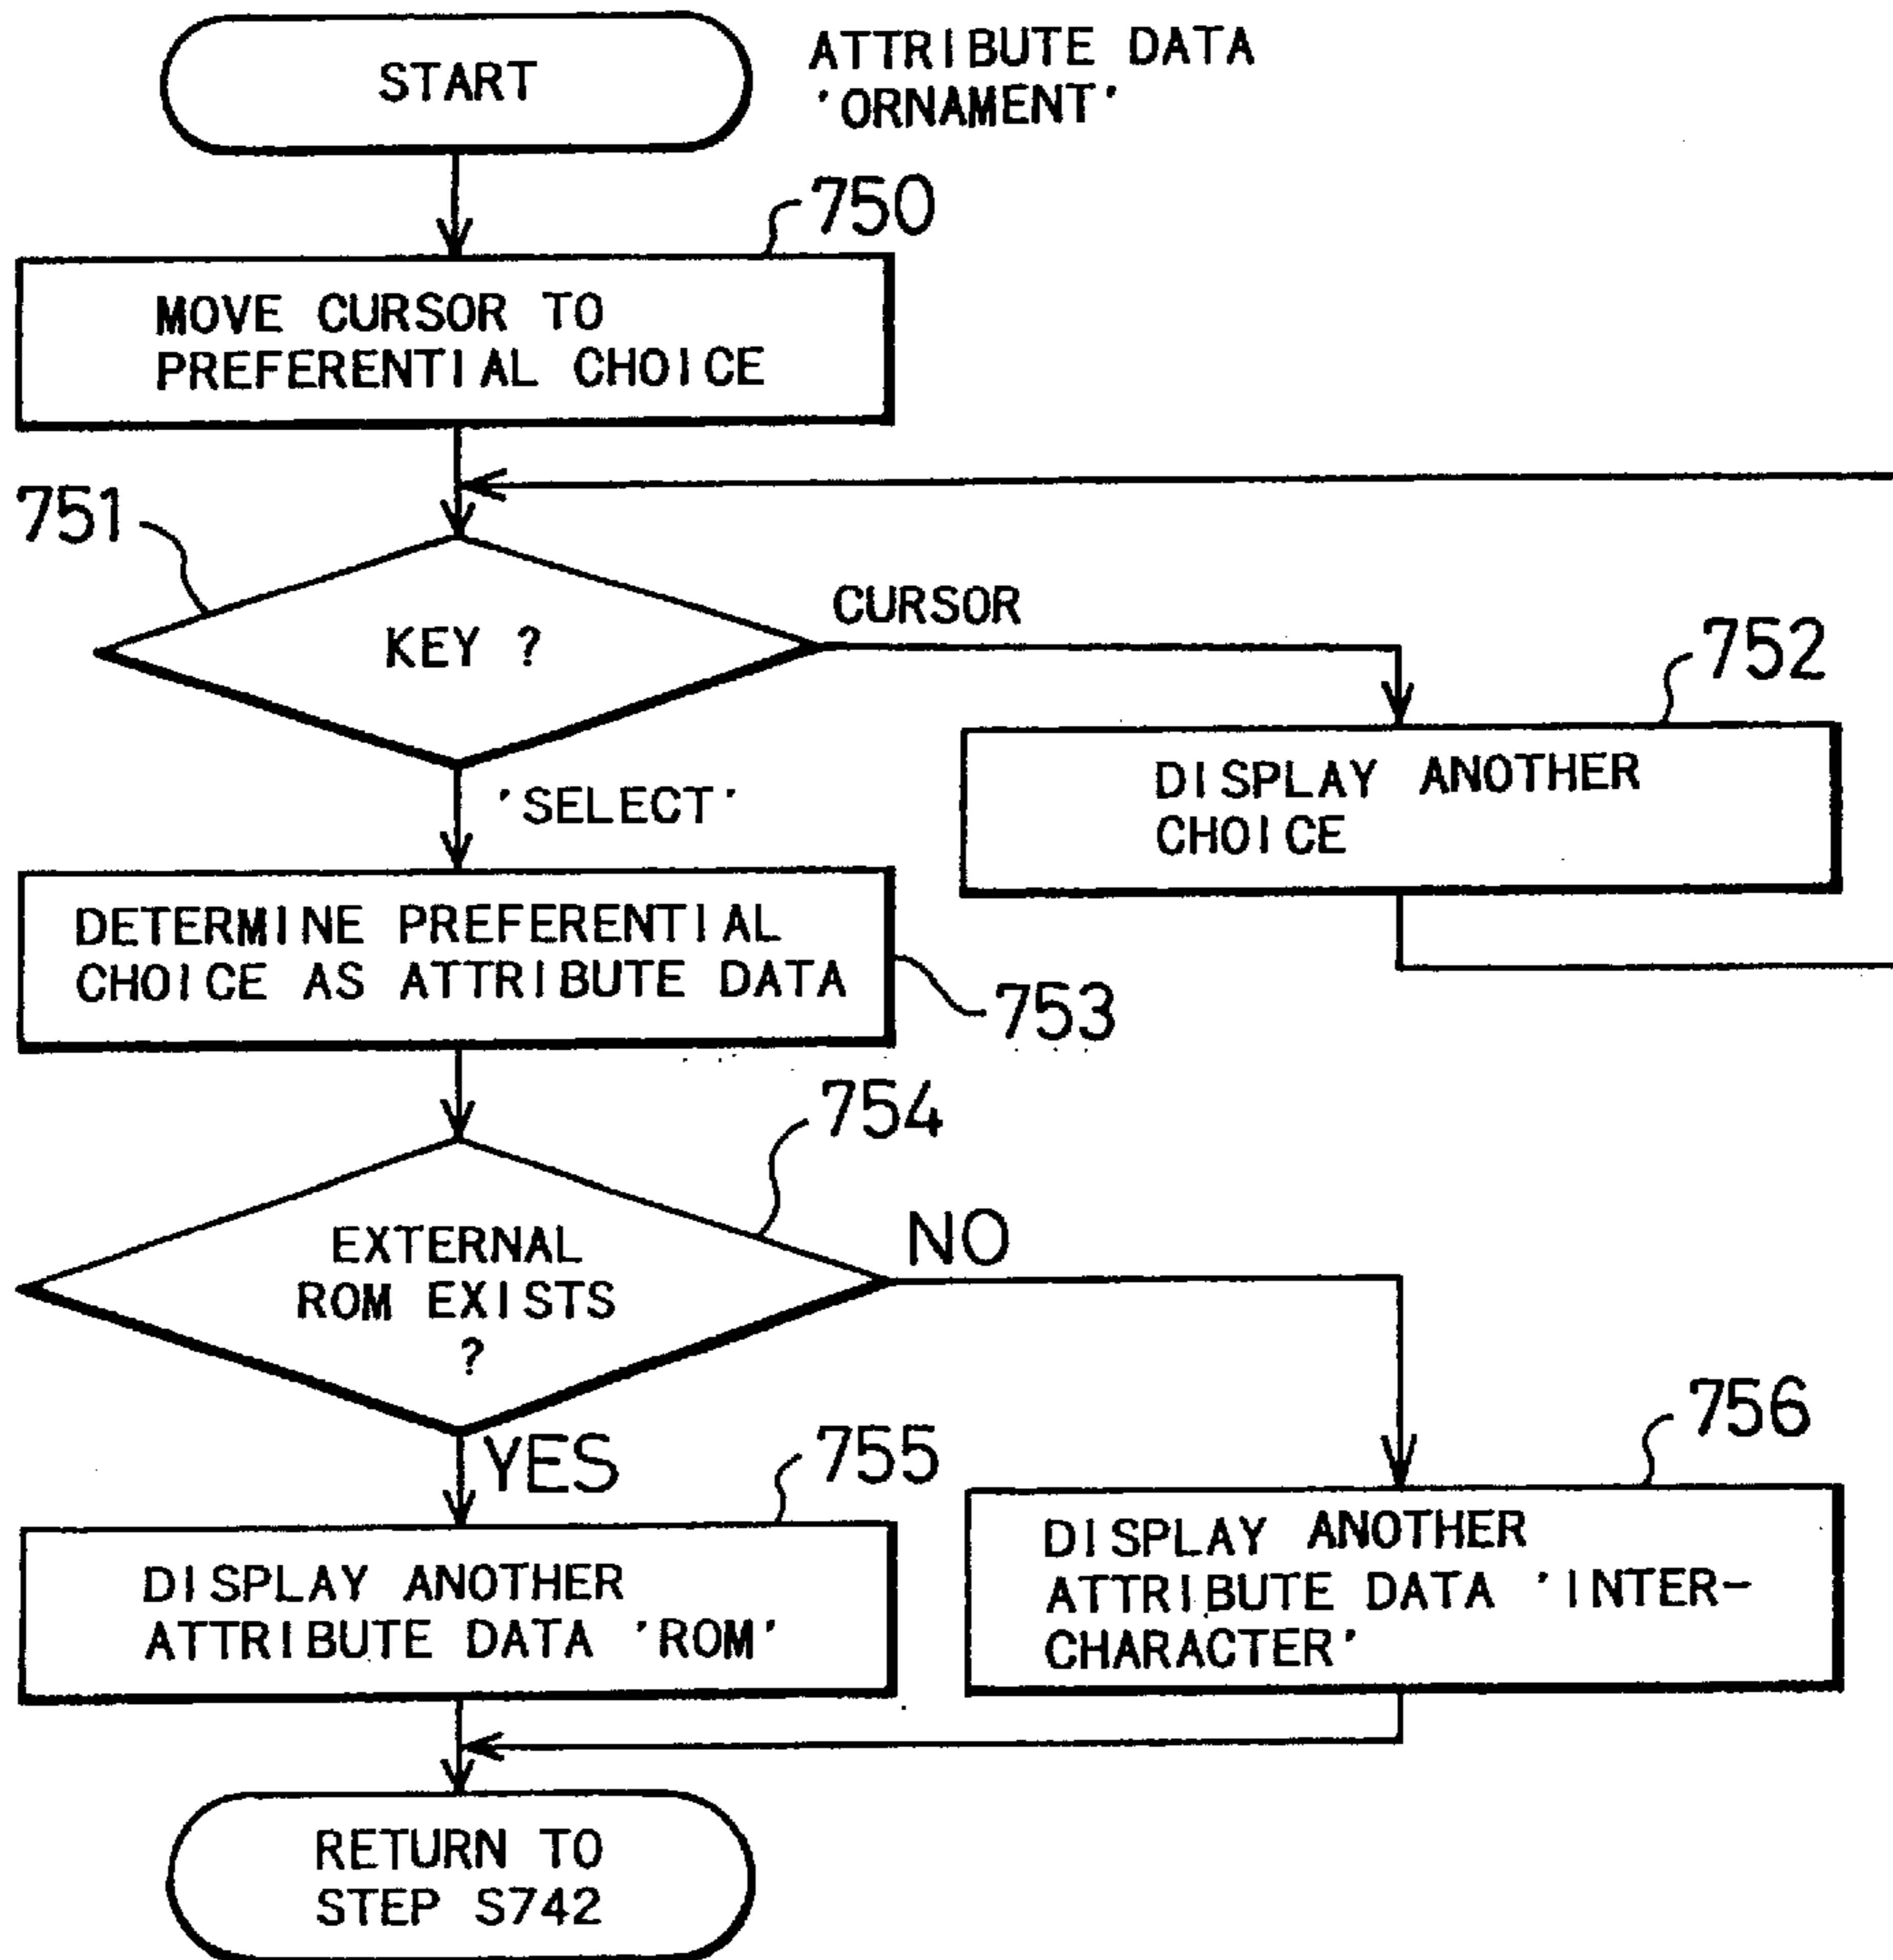 START
ATTRIBUTE DATA
'ORNAMENT'
750
MOVE CURSOR TO
PREFERENTIAL CHOICE
751
KEY ?
CURSOR
752
DISPLAY ANOTHER
CHOICE
'SELECT'
DETERMINE PREFERENTIAL
CHOICE AS ATTRIBUTE DATA
753
754
EXTERNAL
ROM EXISTS
?
NO
YES
755
DISPLAY ANOTHER
ATTRIBUTE DATA 'ROM'
756
DISPLAY ANOTHER
ATTRIBUTE DATA 'INTER-
CHARACTER'
RETURN TO
STEP S742